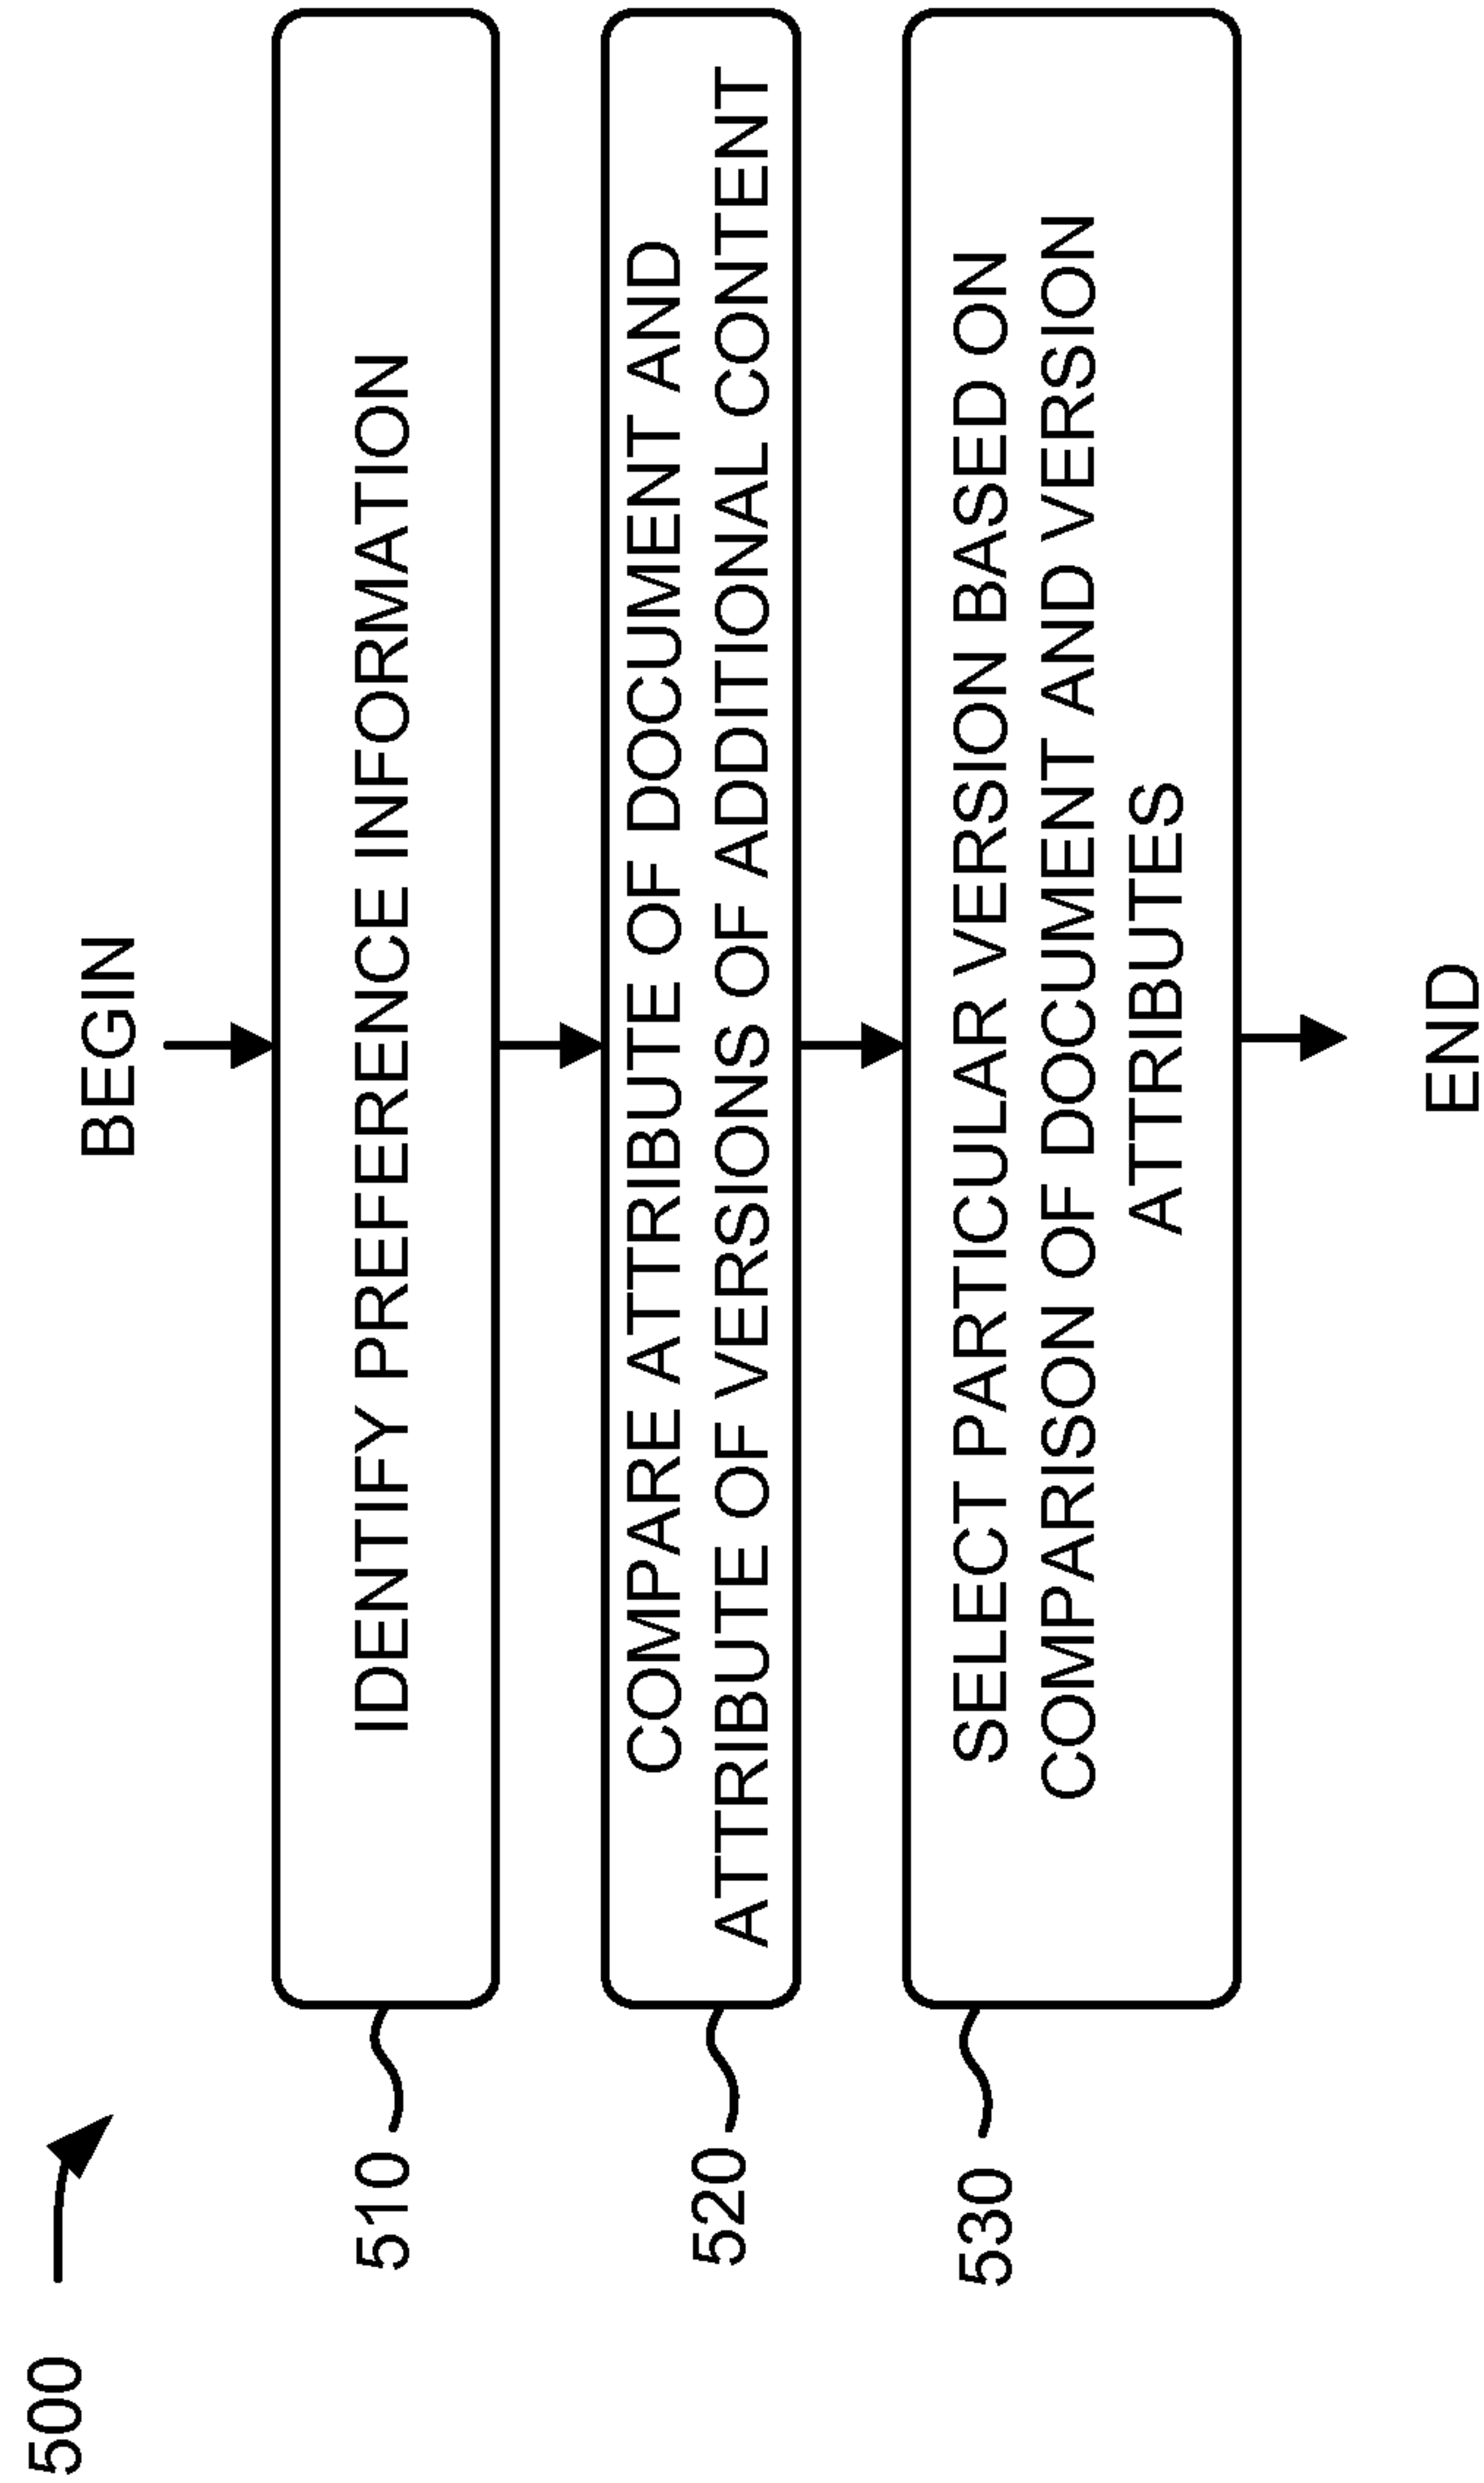 500
BEGIN
510
IDENTIFY PREFERENCE INFORMATION
520
COMPARE ATTRIBUTE OF DOCUMENT AND
ATTRIBUTE OF VERSIONS OF ADDITIONAL CONTENT
530
SELECT PARTICULAR VERSION BASED ON
COMPARISON OF DOCUMENT AND VERSION
ATTRIBUTES
END